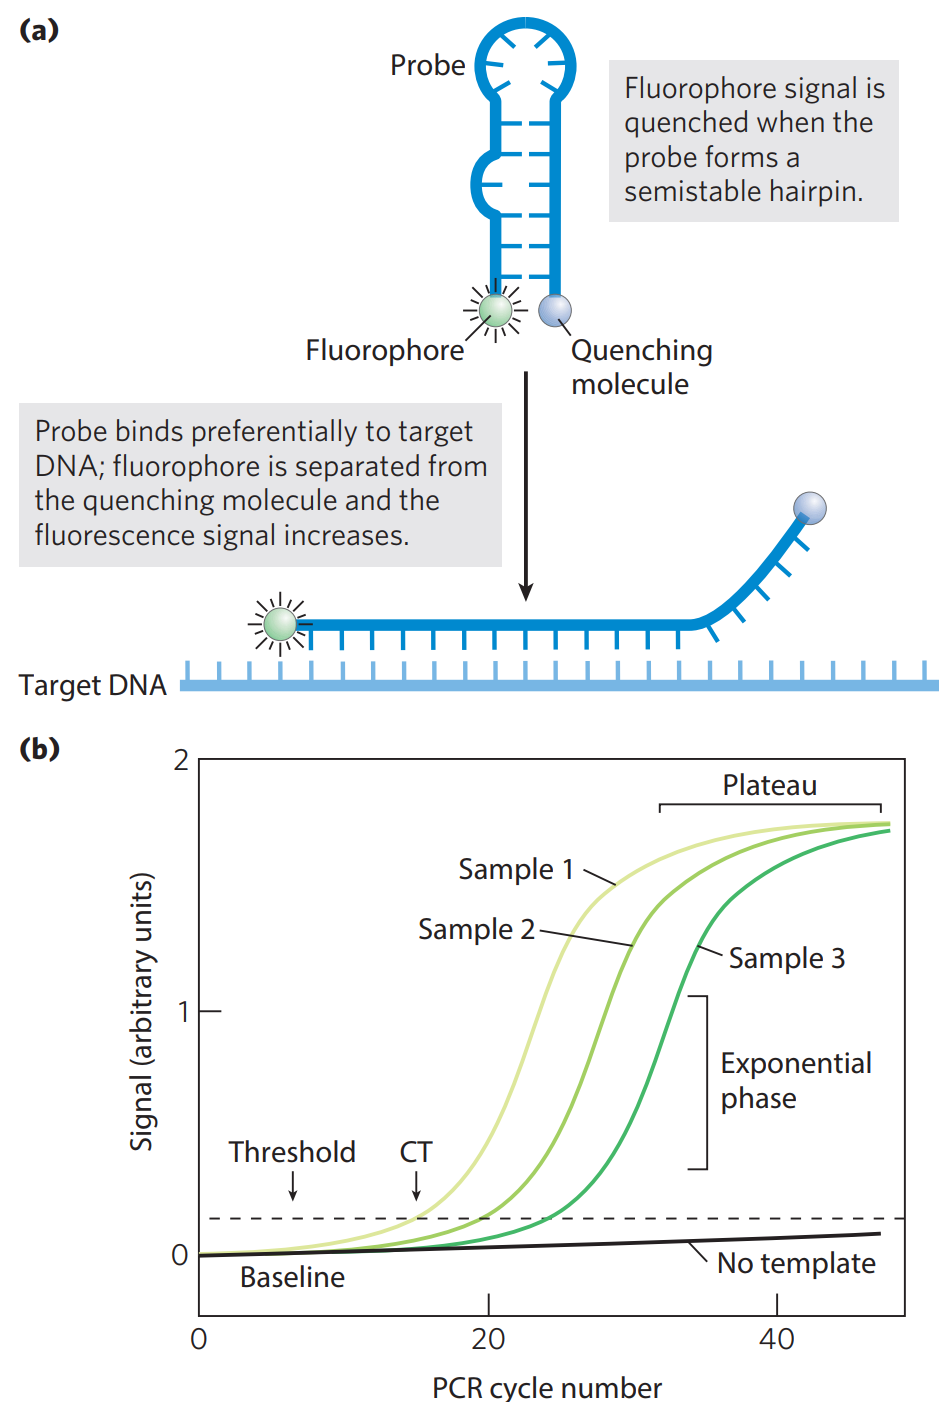 (a)
Probe
Fluorophore signal is
quenched when the
probe forms a
semistable hairpin.
Fluorophore
Quenching
molecule
Probe binds preferentially to target
DNA; fluorophore is separated from
the quenching molecule and the
fluorescence signal increases.
Target DNA
(b)
2
Plateau
Sample 1
Sample 2
Sample 3
Signal (arbitrary units)
1
Exponential
phase
Threshold
CT
0
Baseline
No template
0
20
40
PCR cycle number